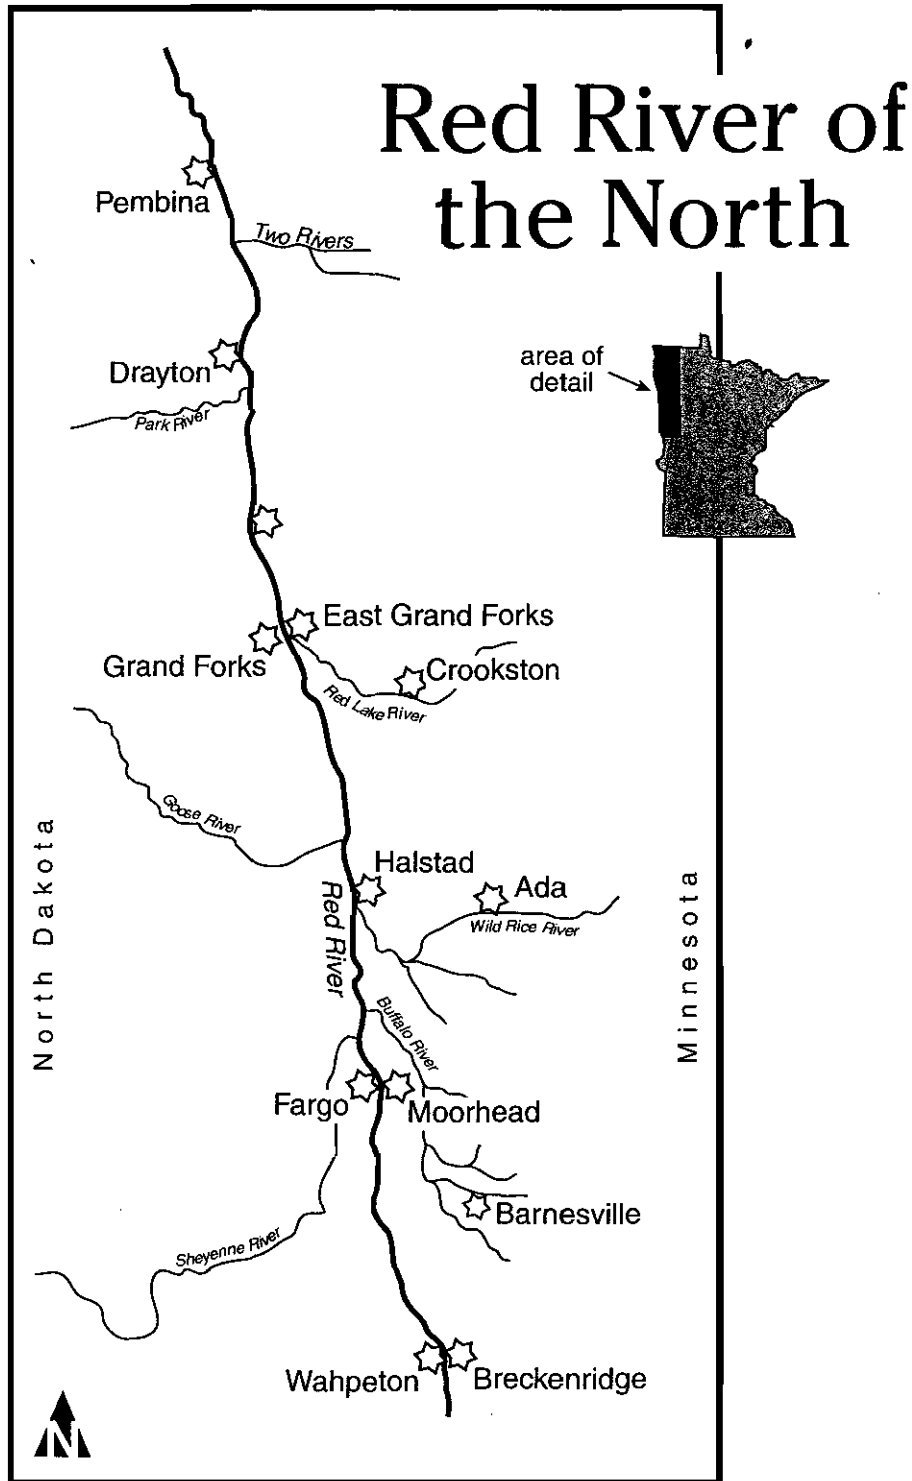 Red River of
the North
Pembina
Two Rivers
area of
detail
Drayton
Park River
East Grand Forks
Grand Forks
Crookston
Red Lake River
Goose River
Halstad
Ada
Wild Rice River
Red River
North Dakota
Minnesota
Buffalo River
Fargo
Moorhead
Barnesville
Sheyenne River
Wahpeton
Breckenridge
N